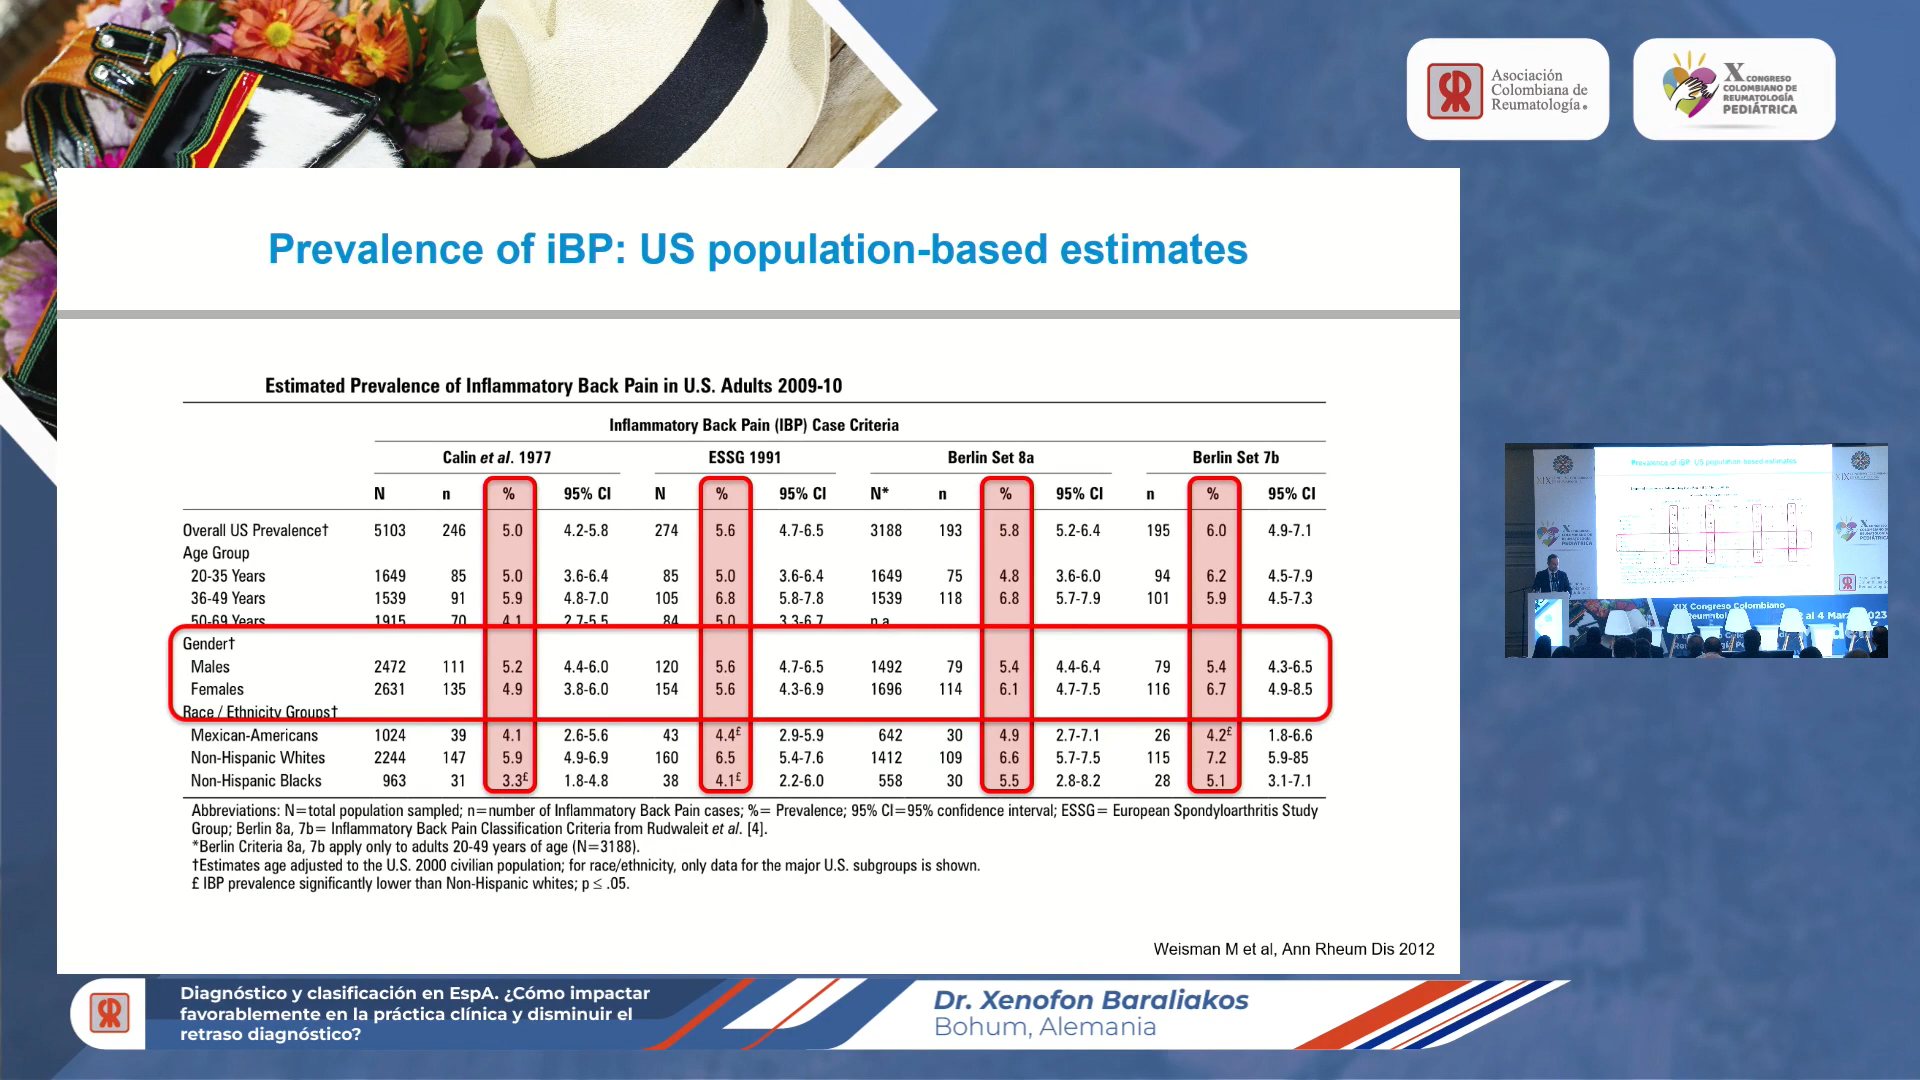 Asociación
Colombiana de
Reumatología
X CONGRESO
COLOMBIANO DE
REUMATOLOGÍA
PEDIÁTRICA
Prevalence of iBP: US population-based estimates
Estimated Prevalence of Inflammatory Back Pain in U.S. Adults 2009-10
Inflammatory Back Pain (IBP) Case Criteria
Calin et al. 1977 ESSG 1991 Berlin Set 8a Berlin Set 7b
N n % 95% CI N % 95% CI N* n % 95% CI n % 95% CI
Overall US Prevalence† 5103 246 5.0 4.2-5.8 274 5.6 4.7-6.5 3188 193 5.8 5.2-6.4 195 6.0 4.9-7.1
Age Group
20-35 Years 1649 85 5.0 3.6-6.4 85 5.0 3.6-6.4 1649 75 4.8 3.6-6.0 94 6.2 4.5-7.9
36-49 Years 1539 91 5.9 4.8-7.0 105 6.8 5.8-7.8 1539 118 6.8 5.7-7.9 101 5.9 4.5-7.3
50-69 Years 1915 70 4.1 2.7-5.5 84 5.0 3.3-6.7 n.a.
Gender†
Males 2472 111 5.2 4.4-6.0 120 5.6 4.7-6.5 1492 79 5.4 4.4-6.4 79 5.4 4.3-6.5
Females 2631 135 4.9 3.8-6.0 154 5.6 4.3-6.9 1696 114 6.1 4.7-7.5 116 6.7 4.9-8.5
Race / Ethnicity Groups†
Mexican-Americans 1024 39 4.1 2.6-5.6 43 4.4£ 2.9-5.9 642 30 4.9 2.7-7.1 26 4.2£ 1.8-6.6
Non-Hispanic Whites 2244 147 5.9 4.9-6.9 160 6.5 5.4-7.6 1412 109 6.6 5.7-7.5 115 7.2 5.9-85
Non-Hispanic Blacks 963 31 3.3£ 1.8-4.8 38 4.1£ 2.2-6.0 558 30 5.5 2.8-8.2 28 5.1 3.1-7.1
Abbreviations: N=total population sampled; n=number of Inflammatory Back Pain cases; %= Prevalence; 95% CI=95% confidence interval; ESSG= European Spondyloarthritis Study
Group; Berlin 8a, 7b= Inflammatory Back Pain Classification Criteria from Rudwaleit et al. [4].
*Berlin Criteria 8a, 7b apply only to adults 20-49 years of age (N=3188).
†Estimates age adjusted to the U.S. 2000 civilian population; for race/ethnicity, only data for the major U.S. subgroups is shown.
£ IBP prevalence significantly lower than Non-Hispanic whites; p ≤ .05.
Weisman M et al, Ann Rheum Dis 2012
Prevalence of iBP: US population-based estimates
XIX Congreso Colombiano
Diagnóstico y clasificación en EspA. ¿Cómo impactar
favorablemente en la práctica clínica y disminuir el
retraso diagnóstico?
Dr. Xenofon Baraliakos
Bohum, Alemania